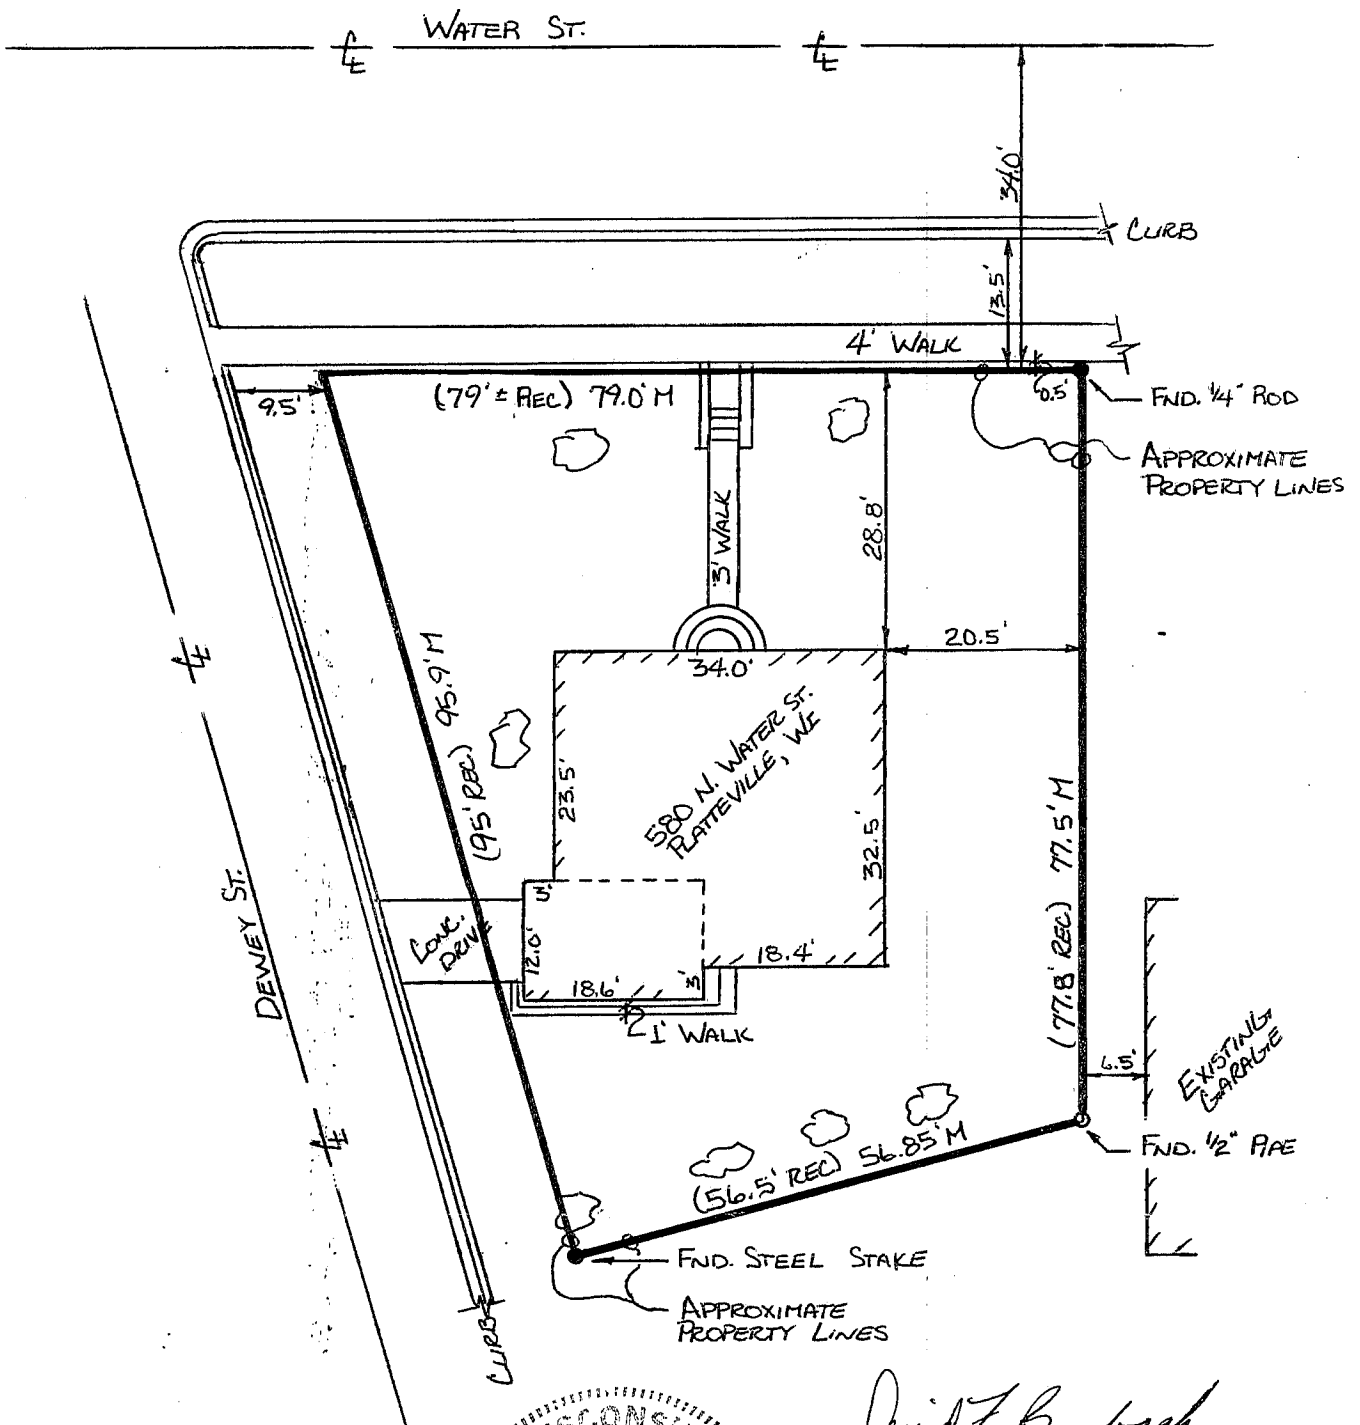 WATER ST.
℄
℄
34.0'
CURB
13.5'
4' WALK
9.5'
(79' ± REC) 79.0' M
0.5'
FND. 1/4" ROD
APPROXIMATE
PROPERTY LINES
28.8'
3' WALK
20.5'
34.0'
(95' REC) 95.9' M
℄
580 N. WATER ST.
PLATTEVILLE, WI
23.5'
32.5'
(77.8' REC) 77.5' M
3'
CONC.
DRIVE
12.0'
18.4'
18.6'
3'
1' WALK
DEWEY ST.
6.5'
EXISTING
GARAGE
℄
(56.5' REC) 56.85' M
FND. 1/2" PIPE
FND. STEEL STAKE
APPROXIMATE
PROPERTY LINES
CURB